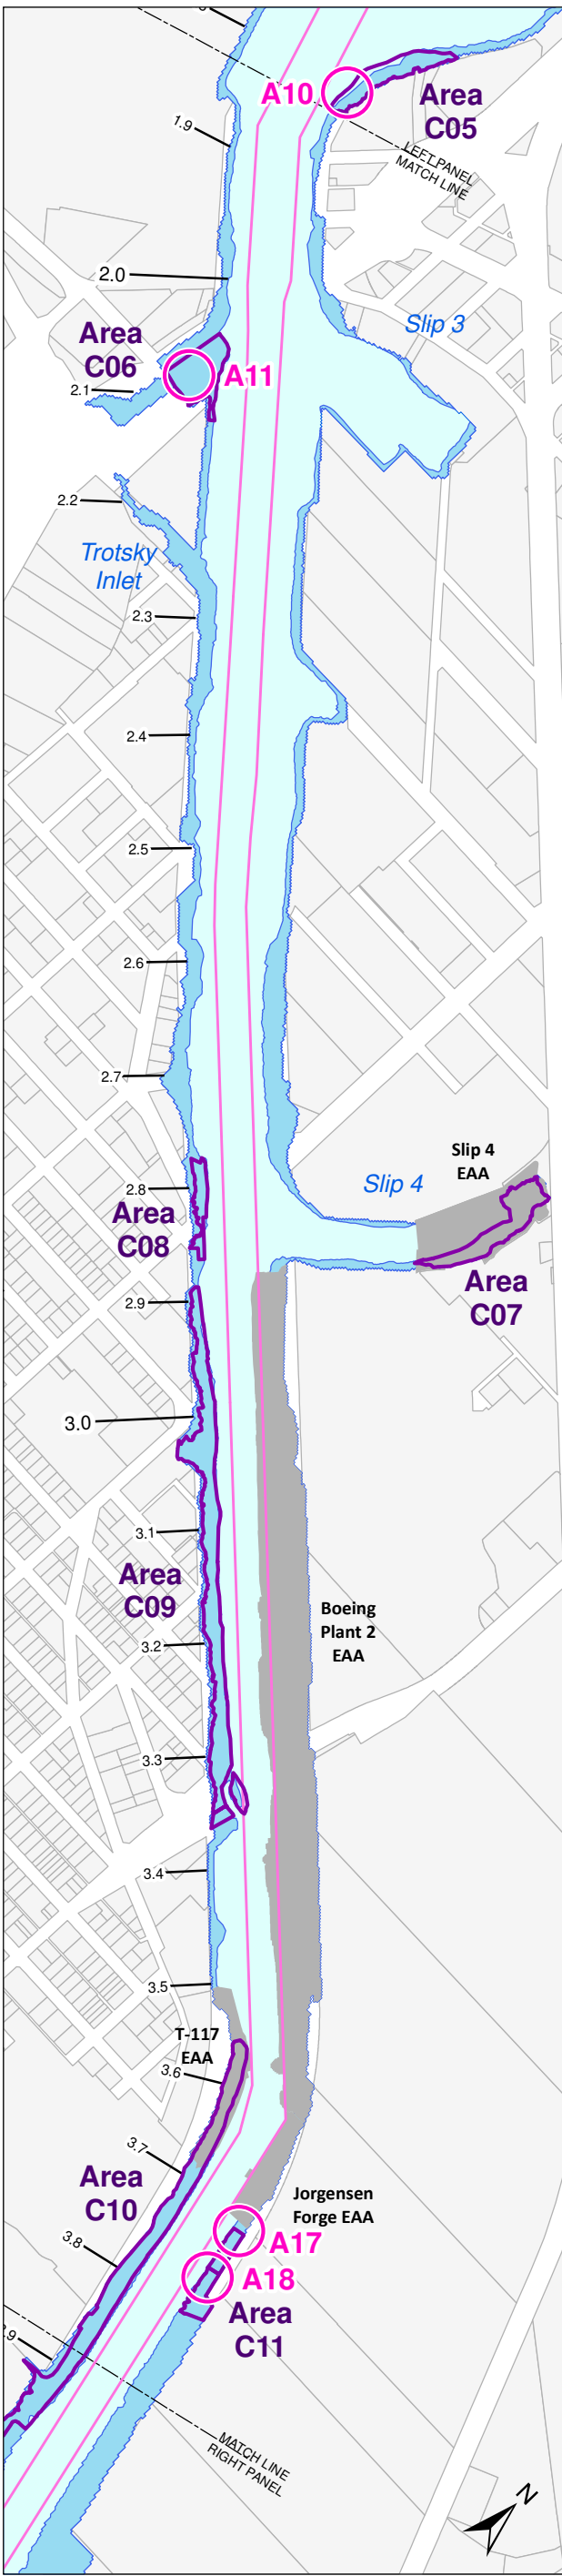 A10
Area
C05
1.9
LEFT PANEL
MATCH LINE
2.0
Slip 3
Area
C06
A11
2.1
2.2
Trotsky
Inlet
2.3
2.4
2.5
2.6
2.7
Slip 4
EAA
2.8
Slip 4
Area
C08
Area
C07
2.9
3.0
3.1
Area
C09
Boeing
Plant 2
EAA
3.2
3.3
3.4
3.5
T-117
EAA
3.6
3.7
Area
C10
Jorgensen
Forge EAA
3.8
A17
A18
Area
C11
.9
MATCH LINE
RIGHT PANEL
N